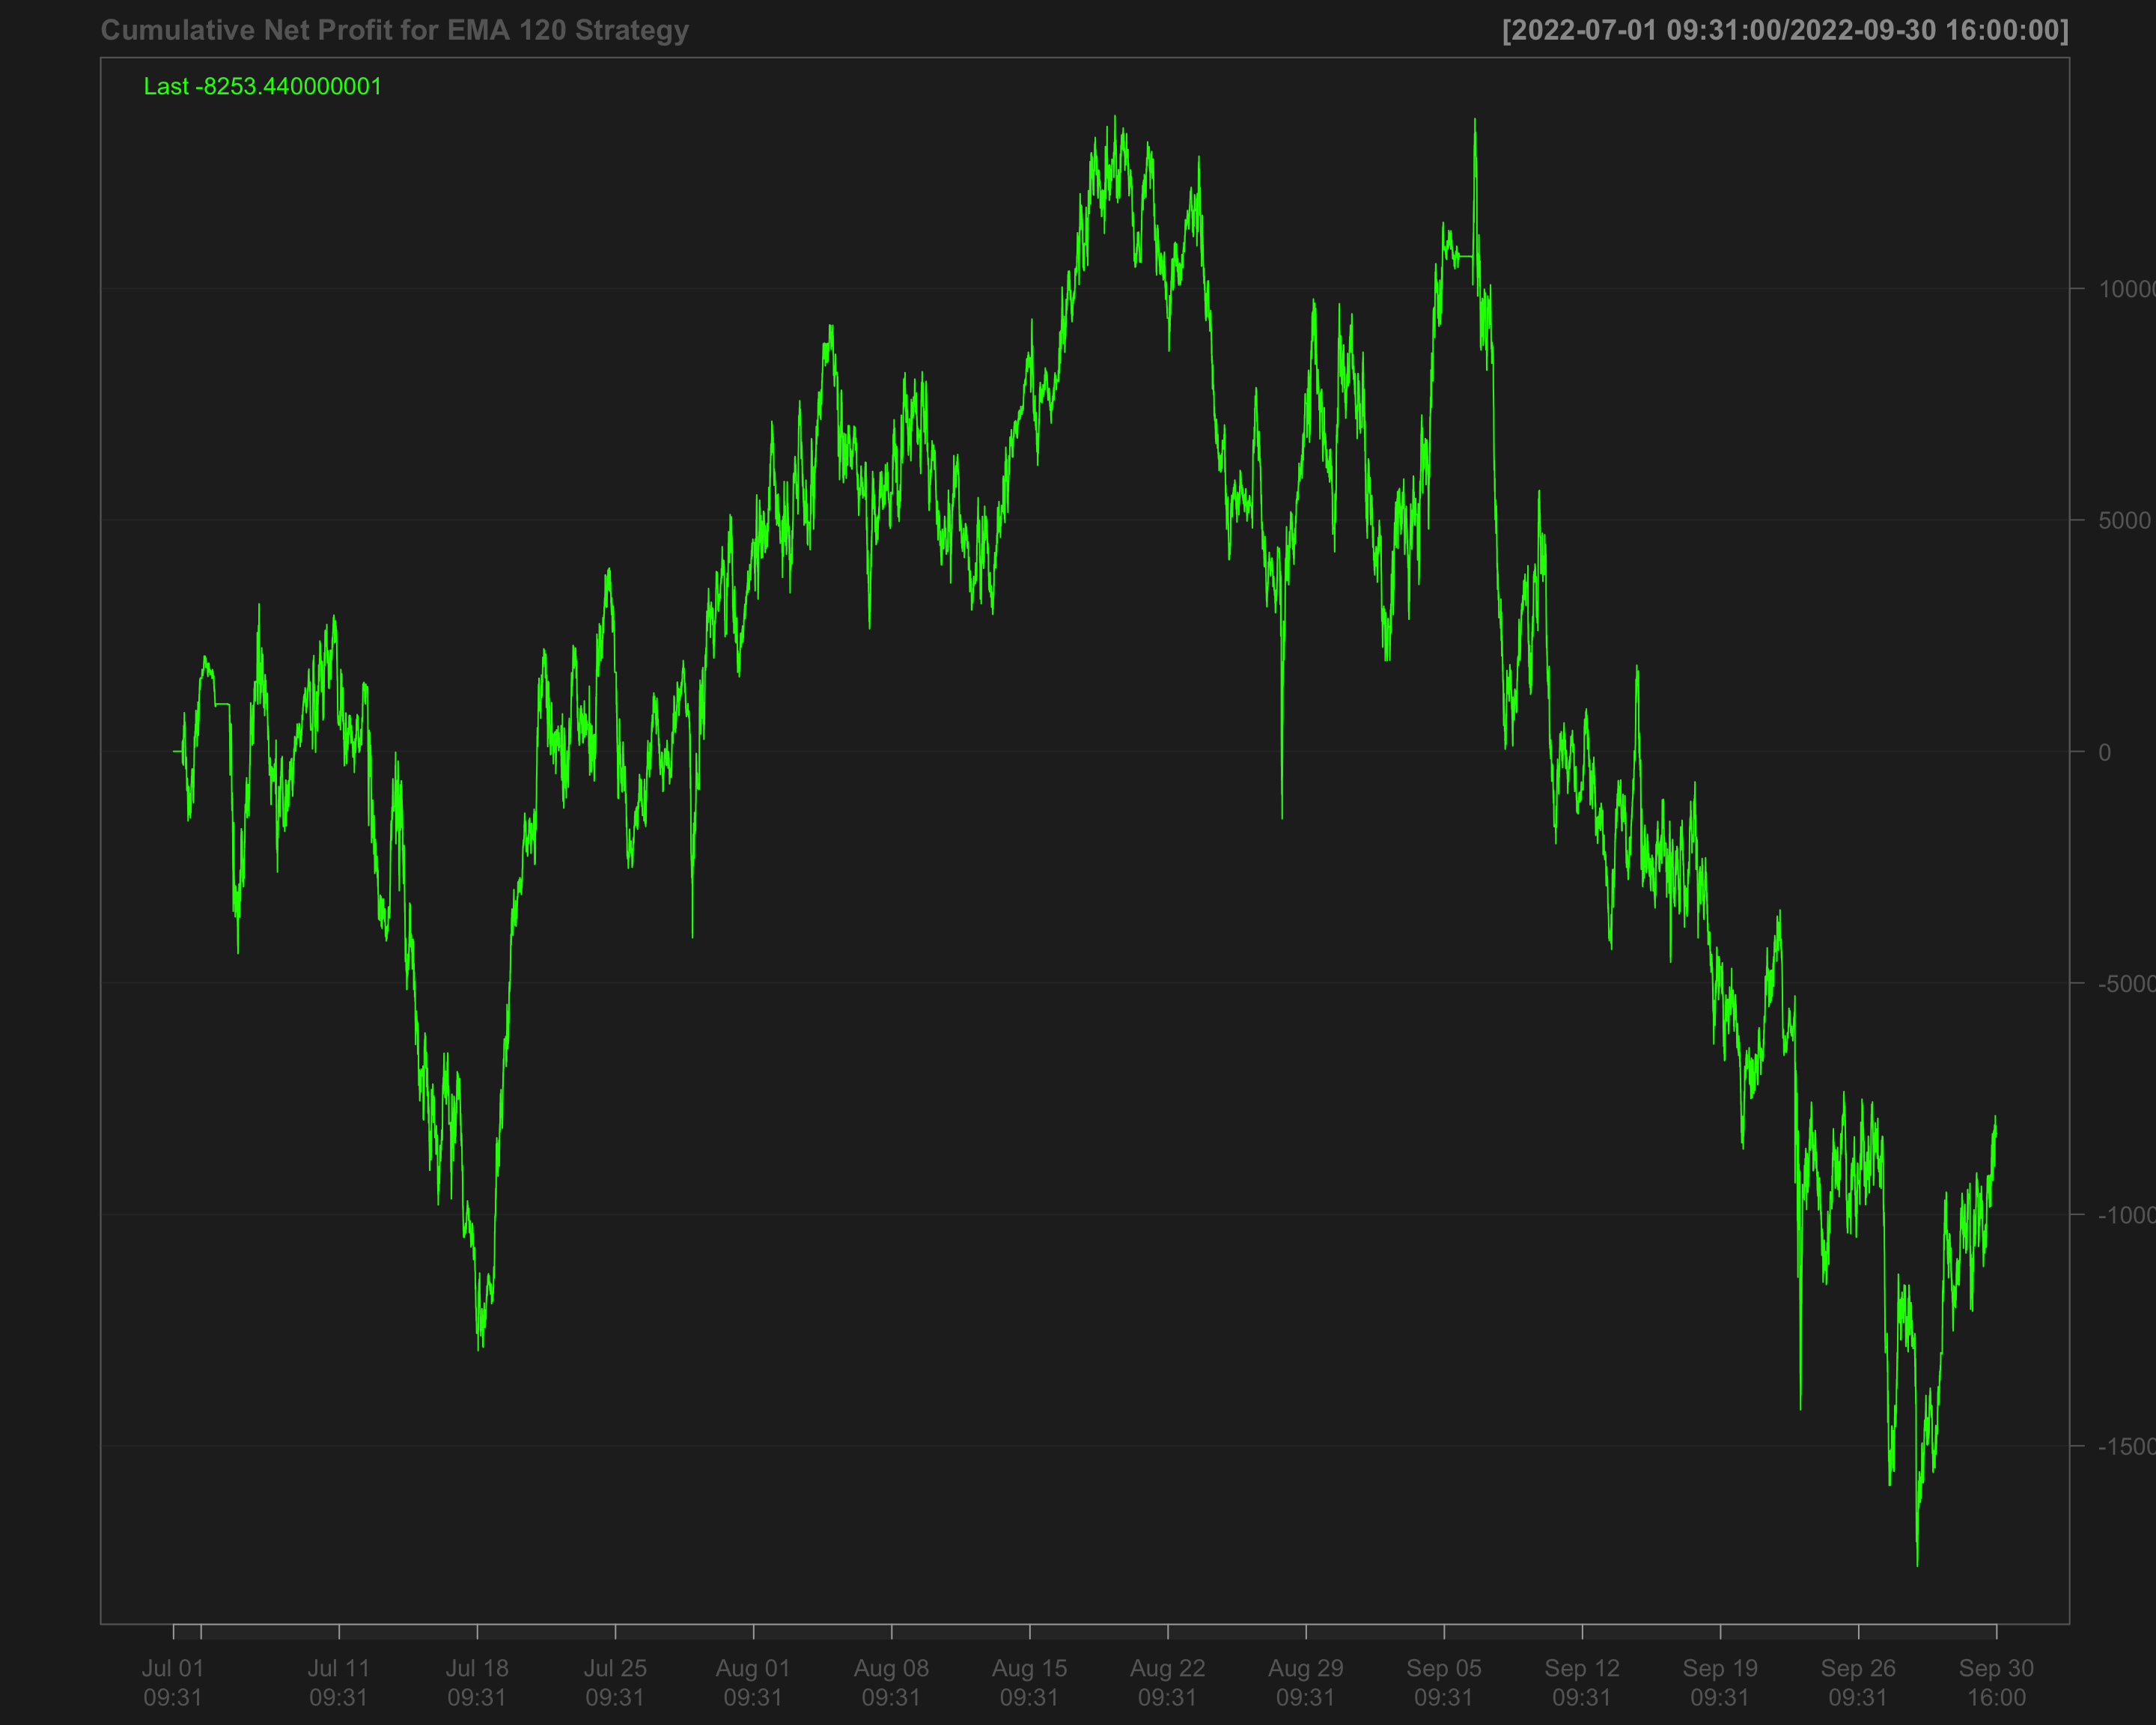 Cumulative Net Profit for EMA 120 Strategy
[2022-07-01 09:31:00/2022-09-30 16:00:00]
Last -8253.440000001
10000
5000
0
-5000
-1000
-1500
Jul 01
09:31
Jul 11
09:31
Jul 18
09:31
Jul 25
09:31
Aug 01
09:31
Aug 08
09:31
Aug 15
09:31
Aug 22
09:31
Aug 29
09:31
Sep 05
09:31
Sep 12
09:31
Sep 19
09:31
Sep 26
09:31
Sep 30
16:00